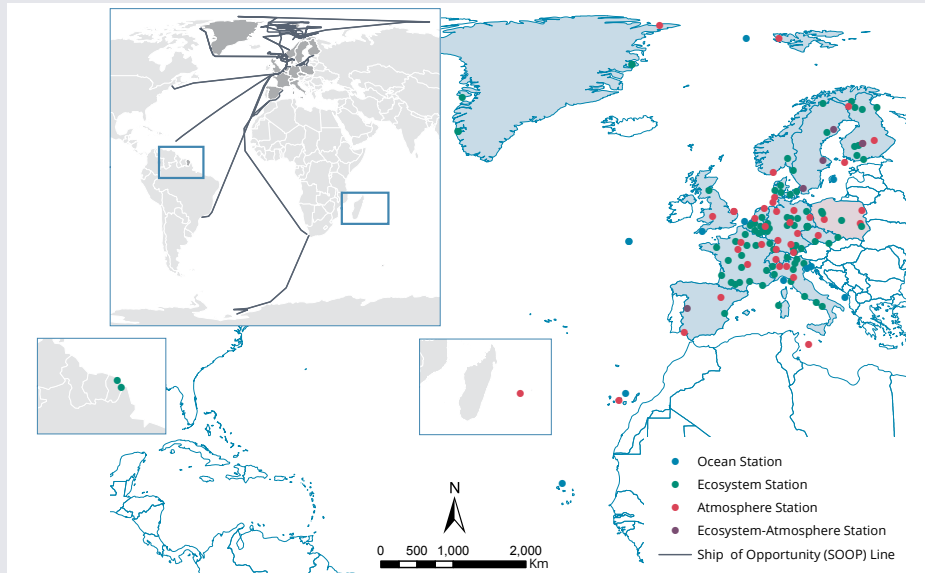 N
0 500 1,000 2,000
Km
Ocean Station
Ecosystem Station
Atmosphere Station
Ecosystem-Atmosphere Station
Ship of Opportunity (SOOP) Line